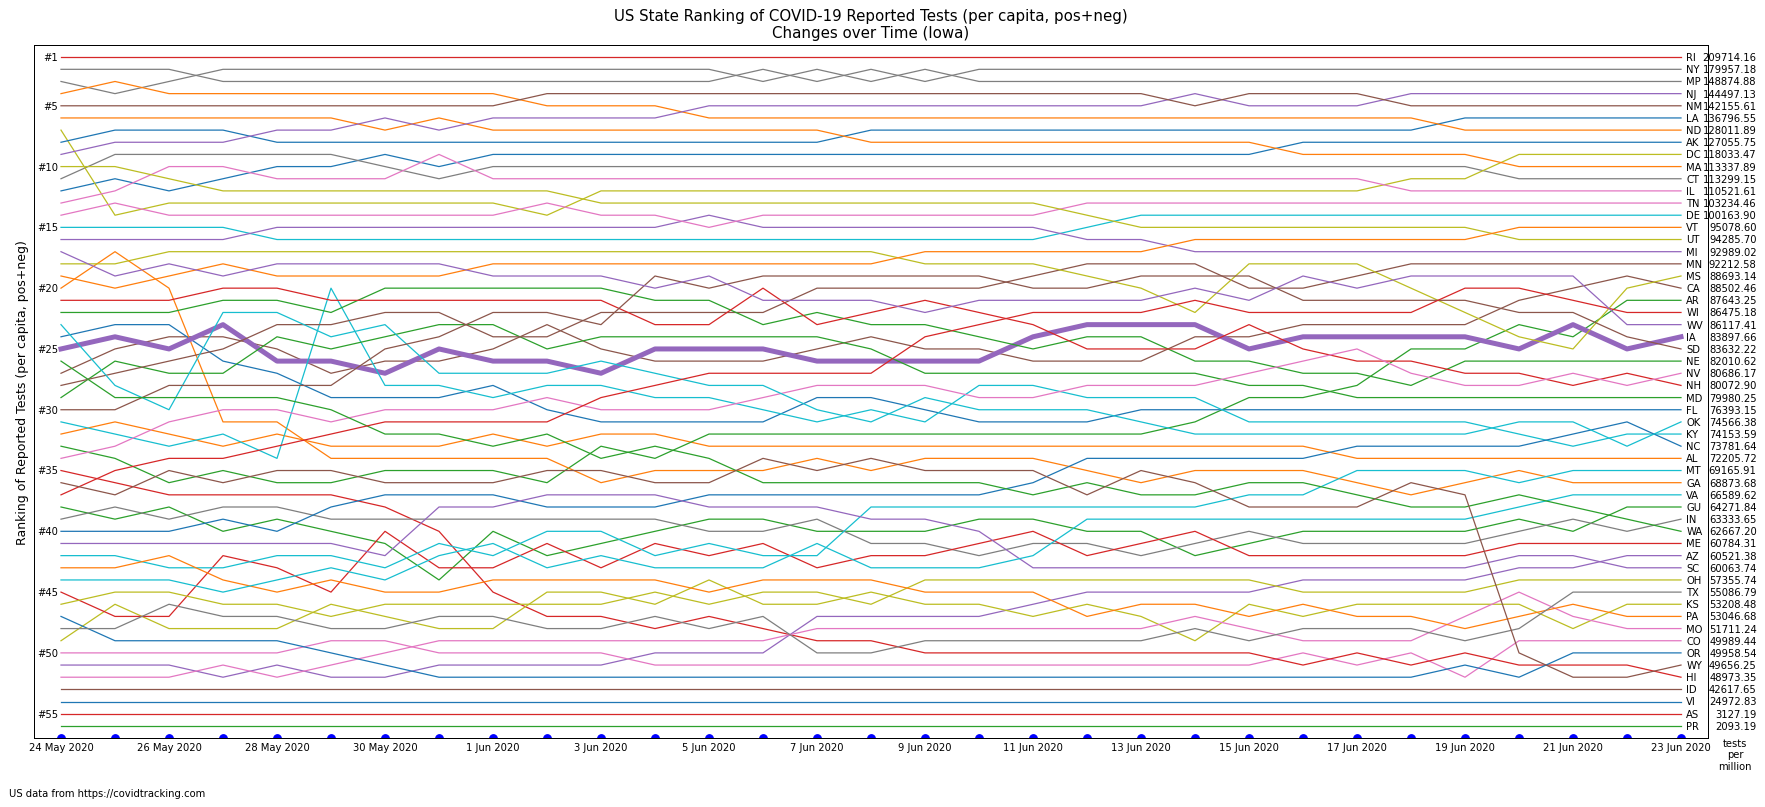 US State Ranking of COVID-19 Reported Tests (per capita, pos+neg)
Changes over Time (Iowa)
Ranking of Reported Tests (per capita, pos+neg)
#1
#5
#10
#15
#20
#25
#30
#35
#40
#45
#50
#55
RI 209714.16
NY 179957.18
MP 148874.88
NJ 144497.13
NM 142155.61
LA 136796.55
ND 128011.89
AK 127055.75
DC 118033.47
MA 113337.89
CT 113299.15
IL 110521.61
TN 103234.46
DE 100163.90
VT 95078.60
UT 94285.70
MI 92989.02
MN 92212.58
MS 88693.14
CA 88502.46
AR 87643.25
WI 86475.18
WV 86117.41
IA 83897.66
SD 83632.22
NE 82010.62
NV 80686.17
NH 80072.90
MD 79980.25
FL 76393.15
OK 74566.38
KY 74153.59
NC 73781.64
AL 72205.72
MT 69165.91
GA 68873.68
VA 66589.62
GU 64271.84
IN 63333.65
WA 62667.20
ME 60784.31
AZ 60521.38
SC 60063.74
OH 57355.74
TX 55086.79
KS 53208.48
PA 53046.68
MO 51711.24
CO 49989.44
OR 49958.54
WY 49656.25
HI 48973.35
ID 42617.65
VI 24972.83
AS 3127.19
PR 2093.19
24 May 2020 26 May 2020 28 May 2020 30 May 2020 1 Jun 2020 3 Jun 2020 5 Jun 2020 7 Jun 2020 9 Jun 2020 11 Jun 2020 13 Jun 2020 15 Jun 2020 17 Jun 2020 19 Jun 2020 21 Jun 2020 23 Jun 2020
tests
per
million
US data from https://covidtracking.com